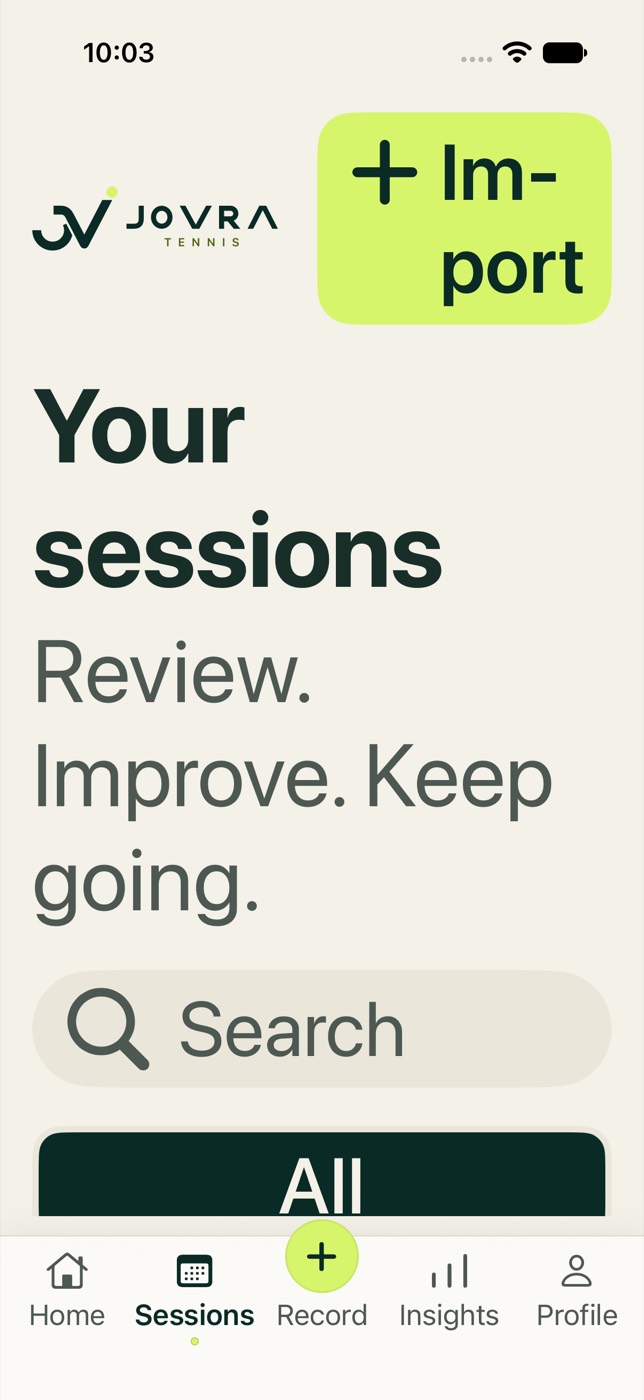 10:03
JOVRA
TENNIS
Im-
port
Your
sessions
Review.
Improve. Keep
going.
Search
All
Home
Sessions
Record
Insights
Profile